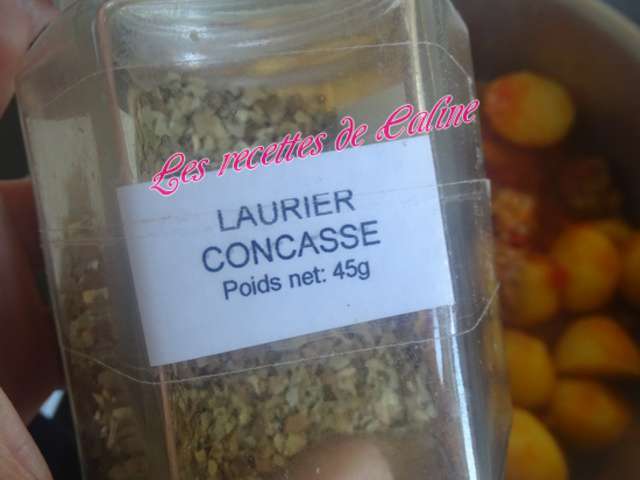 Les recettes de Caline
LAURIER
CONCASSE
Poids net: 45g